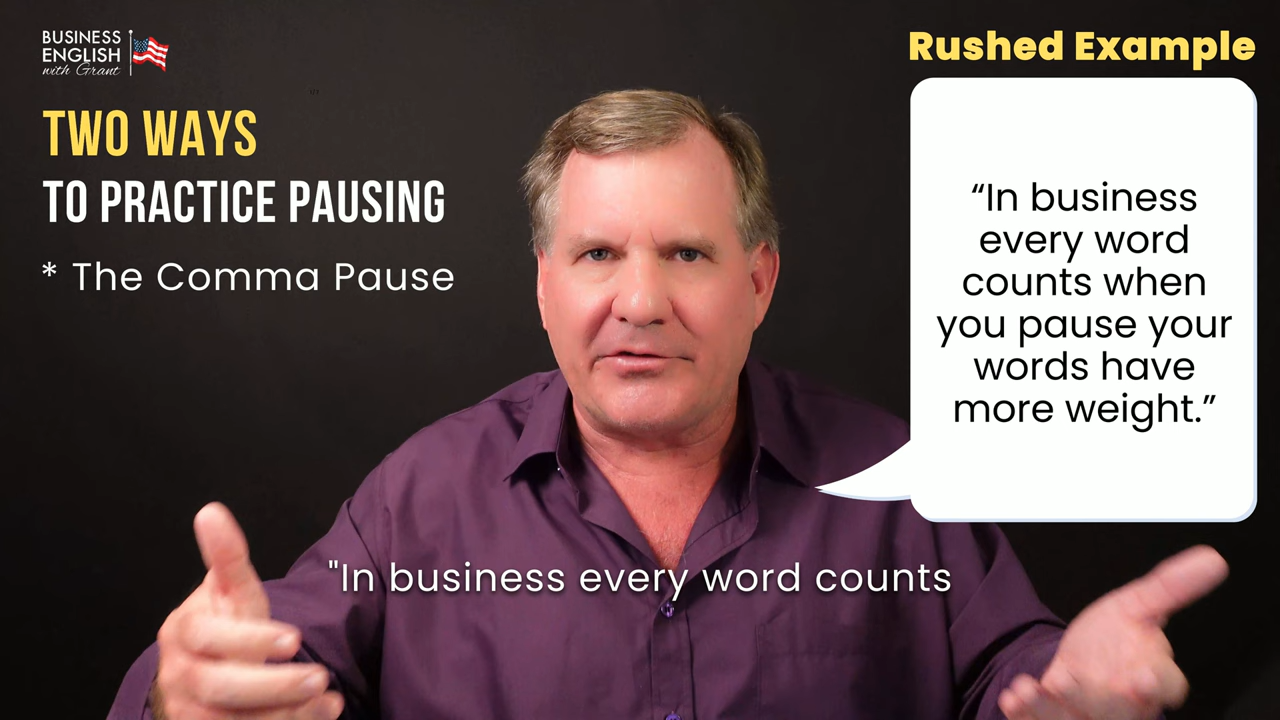 BUSINESS
ENGLISH
with Grant
TWO WAYS
TO PRACTICE PAUSING
* The Comma Pause
Rushed Example
“In business
every word
counts when
you pause your
words have
more weight.”
"In business every word counts